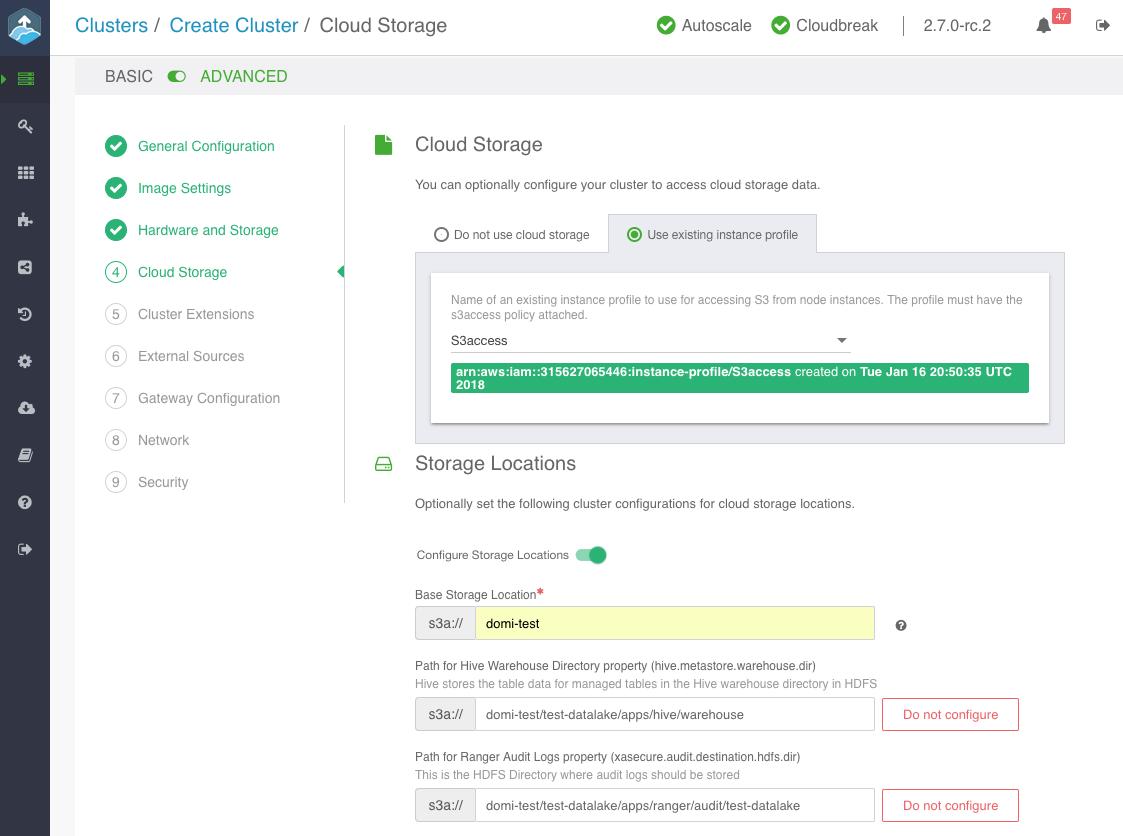 Clusters / Create Cluster / Cloud Storage
Autoscale Cloudbreak 2.7.0-rc.2 47
BASIC ADVANCED
General Configuration
Image Settings
Hardware and Storage
4 Cloud Storage
5 Cluster Extensions
6 External Sources
7 Gateway Configuration
8 Network
9 Security
Cloud Storage
You can optionally configure your cluster to access cloud storage data.
Do not use cloud storage
Use existing instance profile
Name of an existing instance profile to use for accessing S3 from node instances. The profile must have the
s3access policy attached.
S3access
arn:aws:iam::315627065446:instance-profile/S3access created on Tue Jan 16 20:50:35 UTC
2018
Storage Locations
Optionally set the following cluster configurations for cloud storage locations.
Configure Storage Locations
Base Storage Location*
s3a:// domi-test
Path for Hive Warehouse Directory property (hive.metastore.warehouse.dir)
Hive stores the table data for managed tables in the Hive warehouse directory in HDFS
s3a:// domi-test/test-datalake/apps/hive/warehouse Do not configure
Path for Ranger Audit Logs property (xasecure.audit.destination.hdfs.dir)
This is the HDFS Directory where audit logs should be stored
s3a:// domi-test/test-datalake/apps/ranger/audit/test-datalake Do not configure